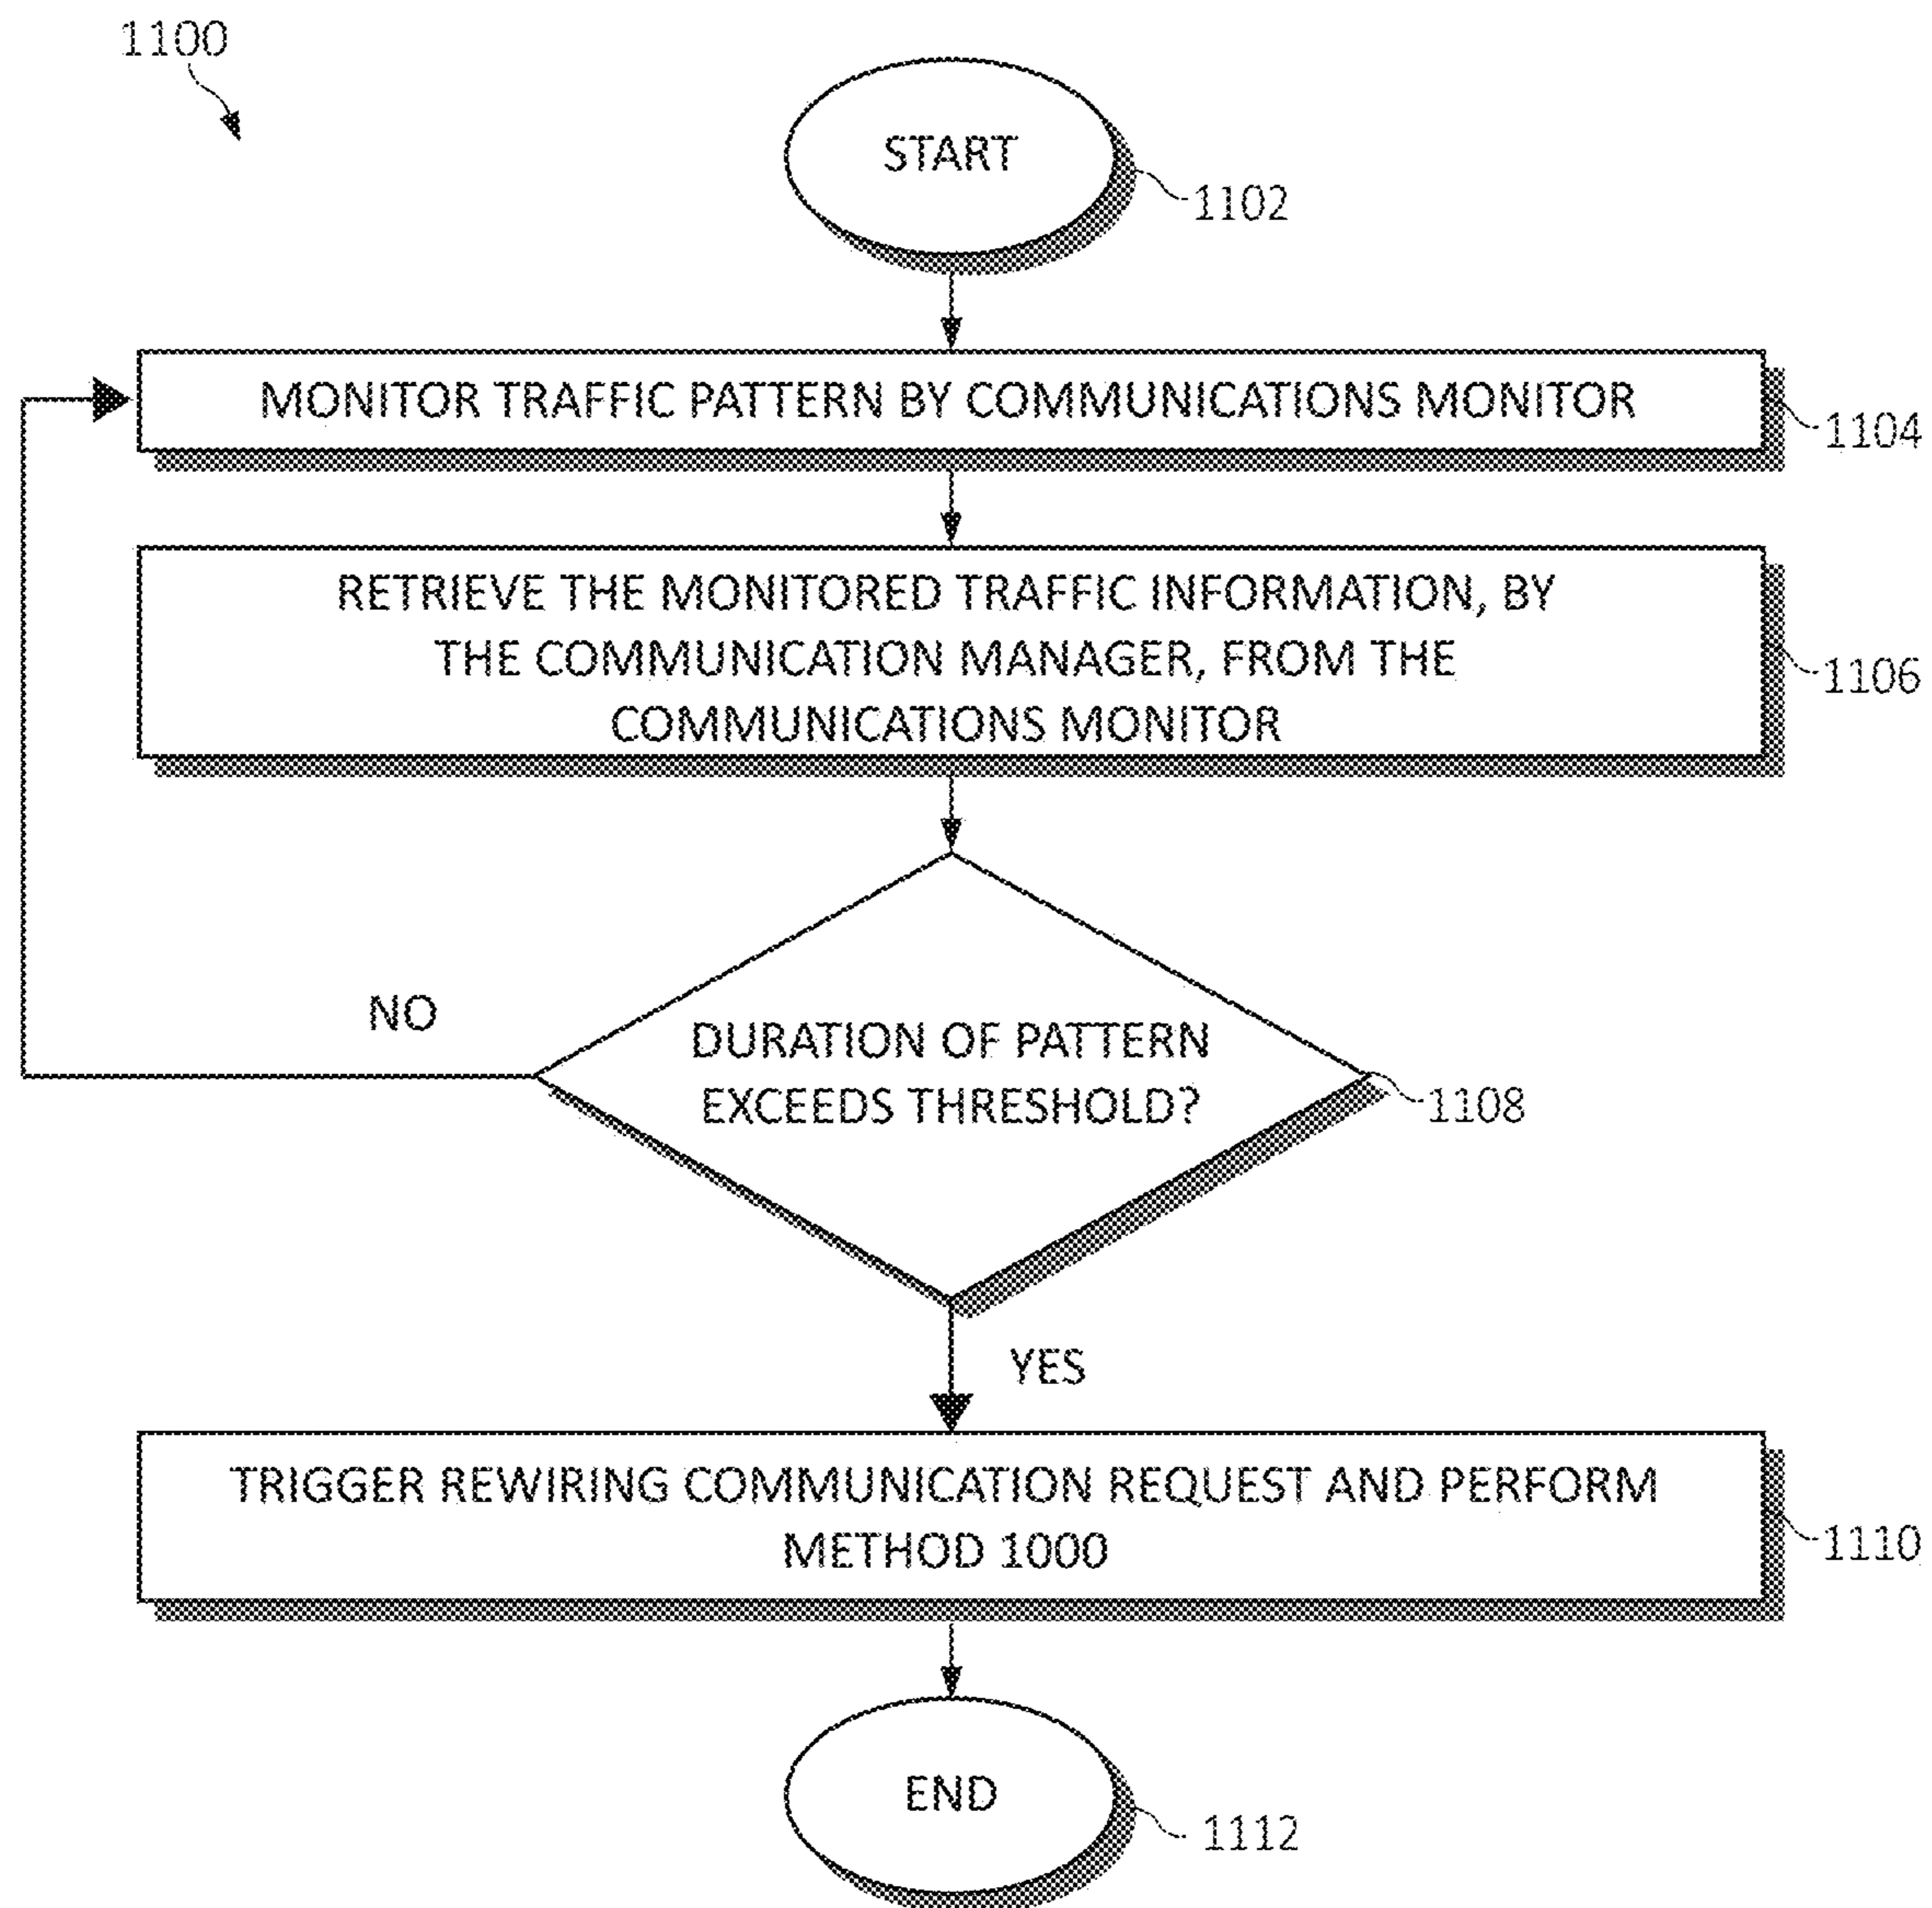 1100
START
1102
MONITOR TRAFFIC PATTERN BY COMMUNICATIONS MONITOR
1104
RETRIEVE THE MONITORED TRAFFIC INFORMATION, BY
THE COMMUNICATION MANAGER, FROM THE
COMMUNICATIONS MONITOR
1106
NO
DURATION OF PATTERN
EXCEEDS THRESHOLD?
1108
YES
TRIGGER REWIRING COMMUNICATION REQUEST AND PERFORM
METHOD 1000
1110
END
1112